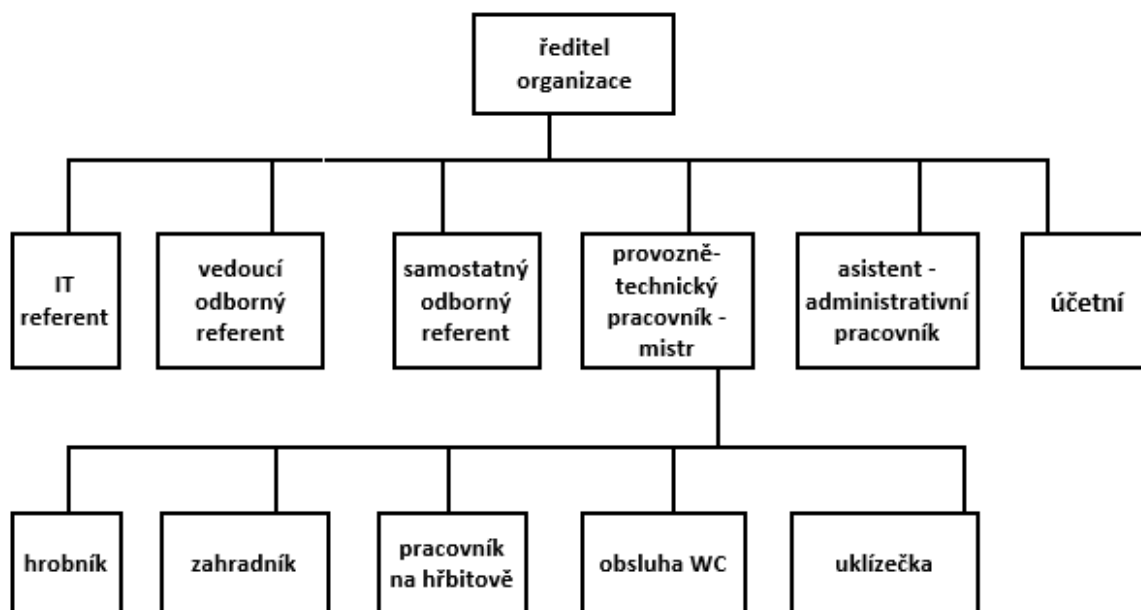 ředitel
organizace
IT
referent
vedoucí
odborný
referent
samostatný
odborný
referent
provozně-
technický
pracovník -
mistr
asistent -
administrativní
pracovník
účetní
hrobník
zahradník
pracovník
na hřbitově
obsluha WC
uklízečka